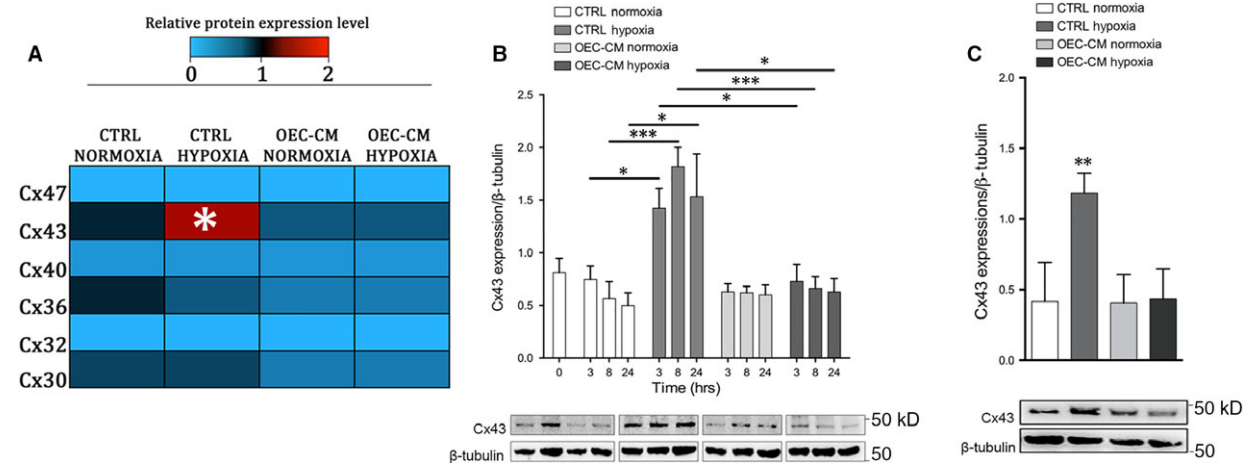 A
Relative protein expression level
0 1 2
CTRL NORMOXIA
CTRL HYPOXIA
OEC-CM NORMOXIA
OEC-CM HYPOXIA
Cx47
Cx43
*
Cx40
Cx36
Cx32
Cx30
B
CTRL normoxia
CTRL hypoxia
OEC-CM normoxia
OEC-CM hypoxia
*
***
*
*
***
*
2.5
2.0
1.5
1.0
0.5
0.0
Cx43 expression/β-tubulin
0 3 8 24 3 8 24 3 8 24 3 8 24
Time (hrs)
Cx43
50 kD
β-tubulin
50
C
CTRL normoxia
CTRL hypoxia
OEC-CM normoxia
OEC-CM hypoxia
2.0
1.5
1.0
0.5
0.0
Cx43 expressions/β-tubulin
**
Cx43
50 kD
β-tubulin
50